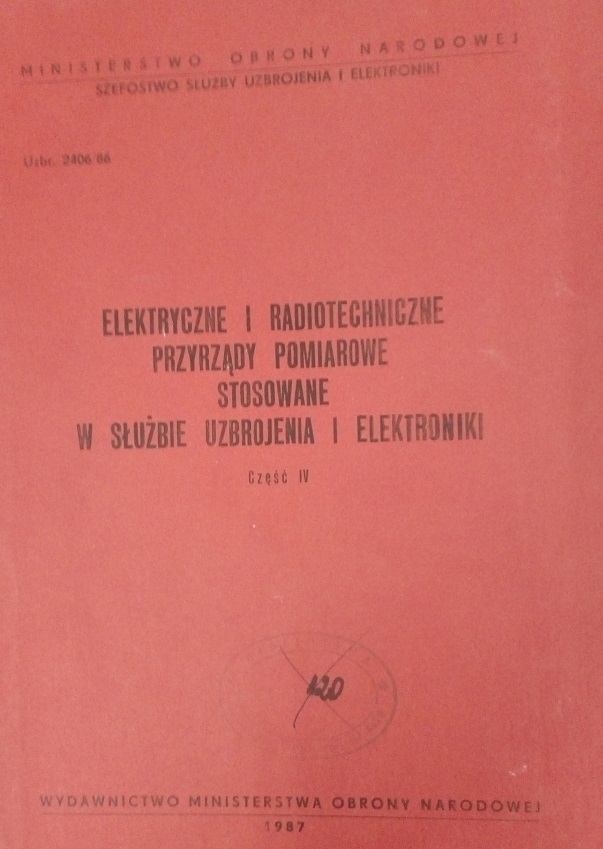 MINISTERSTWO OBRONY NARODOWEJ
SZEFOSTWO SŁUŻBY UZBROJENIA I ELEKTRONIKI
Uzbr. 2406/86
ELEKTRYCZNE I RADIOTECHNICZNE
PRZYRZĄDY POMIAROWE
STOSOWANE
W SŁUŻBIE UZBROJENIA I ELEKTRONIKI
Część IV
120
WYDAWNICTWO MINISTERSTWA OBRONY NARODOWEJ
1987